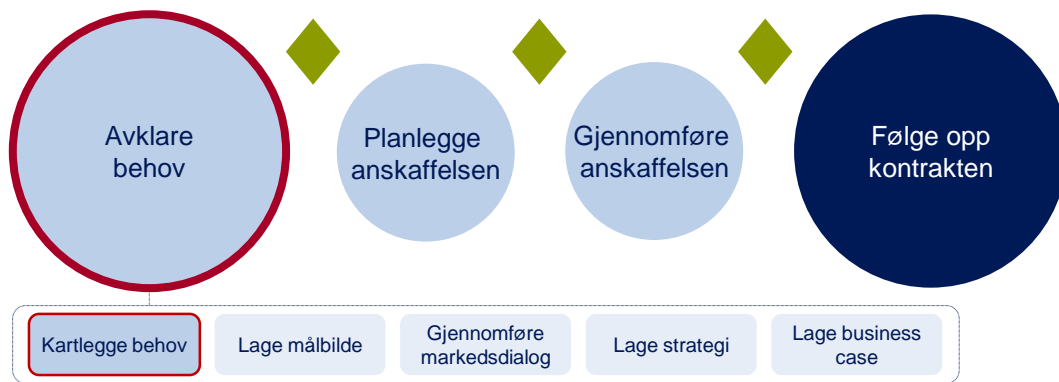 Avklare
behov
Planlegge
anskaffelsen
Gjennomføre
anskaffelsen
Følge opp
kontrakten
Kartlegge behov
Lage målbilde
Gjennomføre
markedsdialog
Lage strategi
Lage business
case